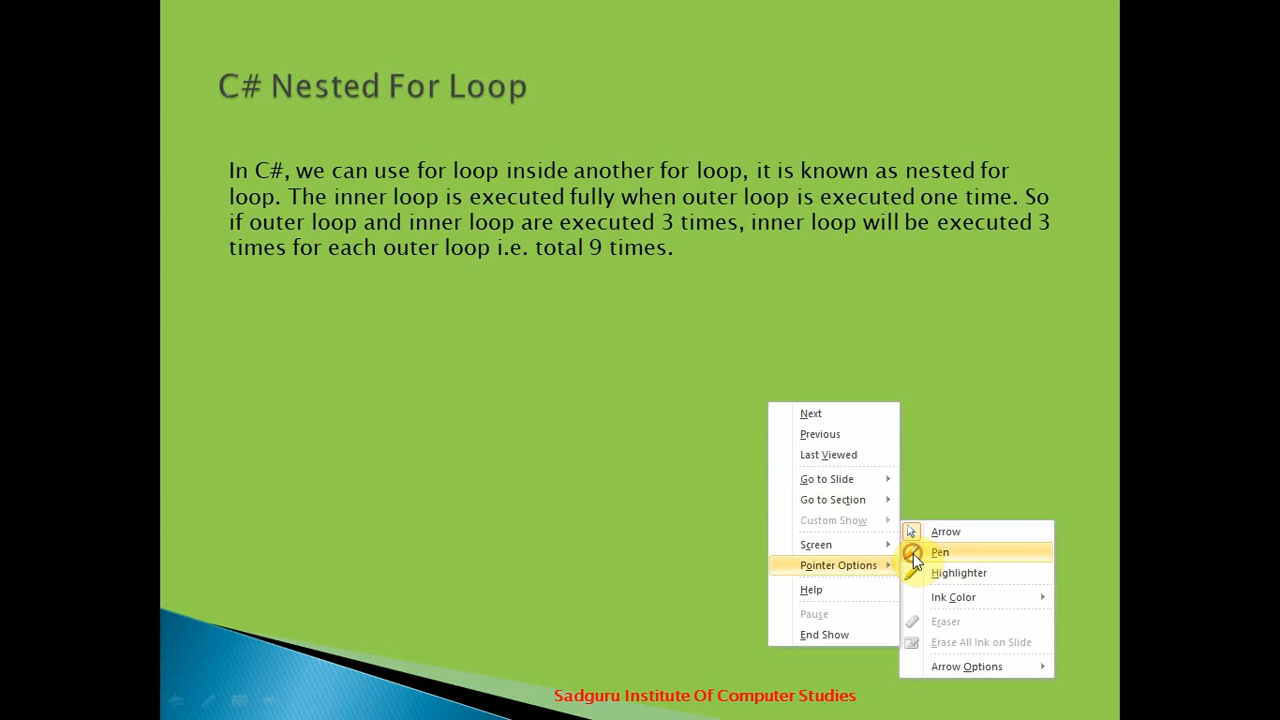 C# Nested For Loop
In C#, we can use for loop inside another for loop, it is known as nested for
loop. The inner loop is executed fully when outer loop is executed one time. So
if outer loop and inner loop are executed 3 times, inner loop will be executed 3
times for each outer loop i.e. total 9 times.
Next
Previous
Last Viewed
Go to Slide
Go to Section
Custom Show
Screen
Pointer Options
Help
Pause
End Show
Arrow
Pen
Highlighter
Ink Color
Eraser
Erase All Ink on Slide
Arrow Options
Sadguru Institute Of Computer Studies